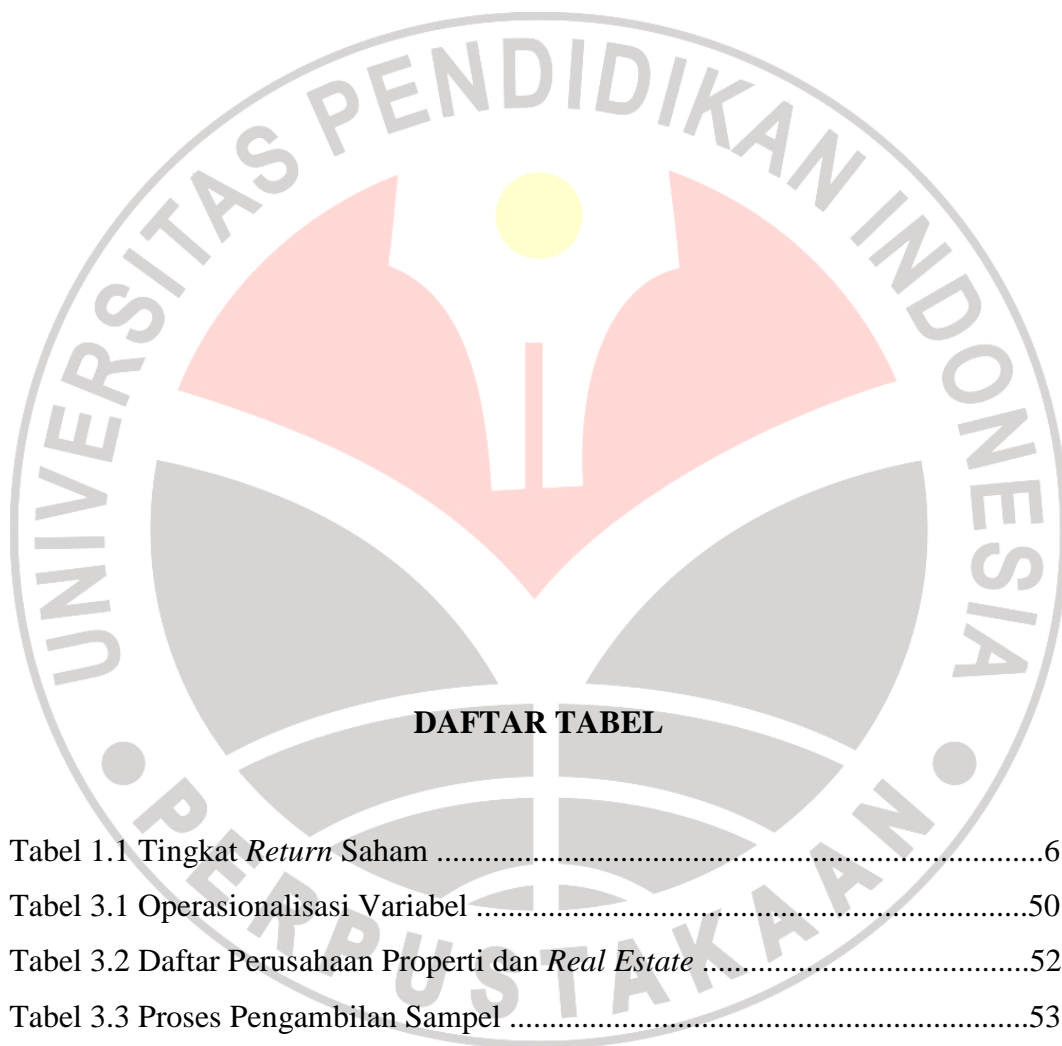 UNIVERSITAS PENDIDIKAN INDONESIA
PERPUSTAKAAN
DAFTAR TABEL
Tabel 1.1 Tingkat Return Saham ..........................................................................6
Tabel 3.1 Operasionalisasi Variabel ....................................................................50
Tabel 3.2 Daftar Perusahaan Properti dan Real Estate ........................................52
Tabel 3.3 Proses Pengambilan Sampel ................................................................53